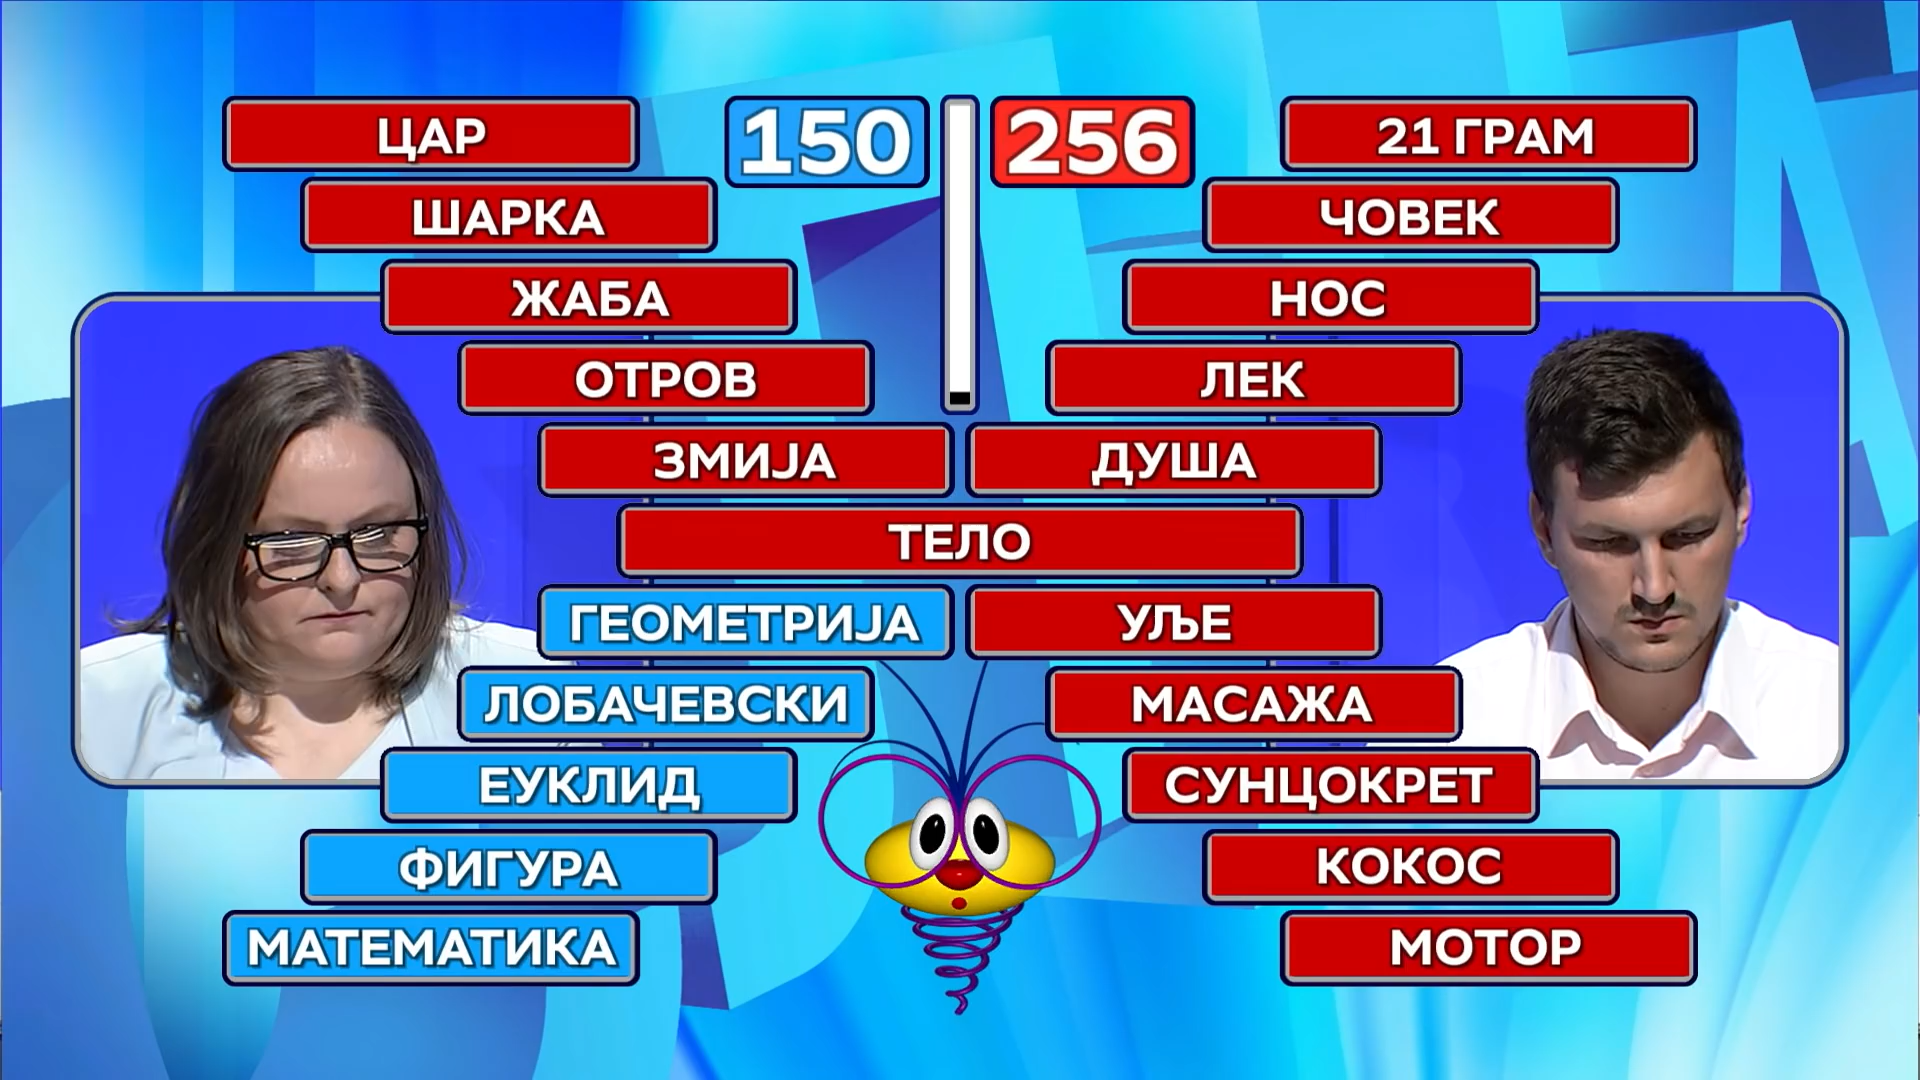 ЦАР
150
256
21 ГРАМ
ШАРКА
ЧОВЕК
ЖАБА
НОС
ОТРОВ
ЛЕК
ЗМИЈА
ДУША
ТЕЛО
ГЕОМЕТРИЈА
УЉЕ
ЛОБАЧЕВСКИ
МАСАЖА
ЕУКЛИД
СУНЦОКРЕТ
ФИГУРА
КОКОС
МАТЕМАТИКА
МОТОР